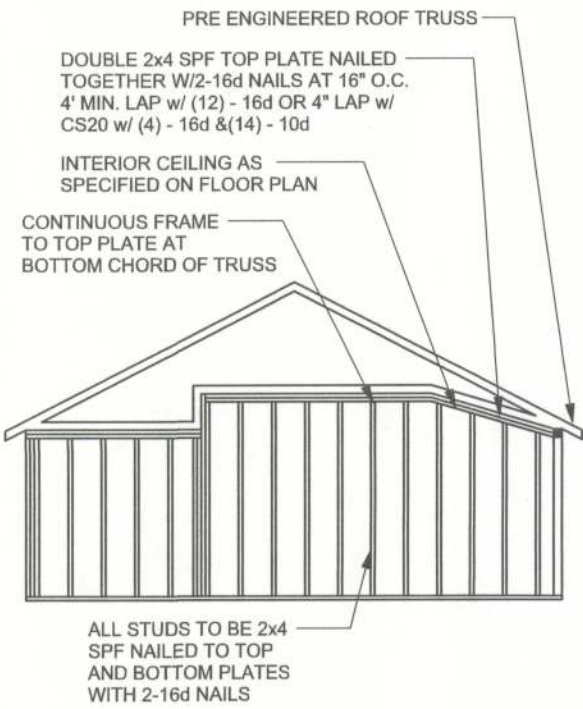 PRE ENGINEERED ROOF TRUSS
DOUBLE 2x4 SPF TOP PLATE NAILED
TOGETHER W/2-16d NAILS AT 16" O.C.
4' MIN. LAP w/ (12) - 16d OR 4" LAP w/
CS20 w/ (4) - 16d &(14) - 10d
INTERIOR CEILING AS
SPECIFIED ON FLOOR PLAN
CONTINUOUS FRAME
TO TOP PLATE AT
BOTTOM CHORD OF TRUSS
ALL STUDS TO BE 2x4
SPF NAILED TO TOP
AND BOTTOM PLATES
WITH 2-16d NAILS